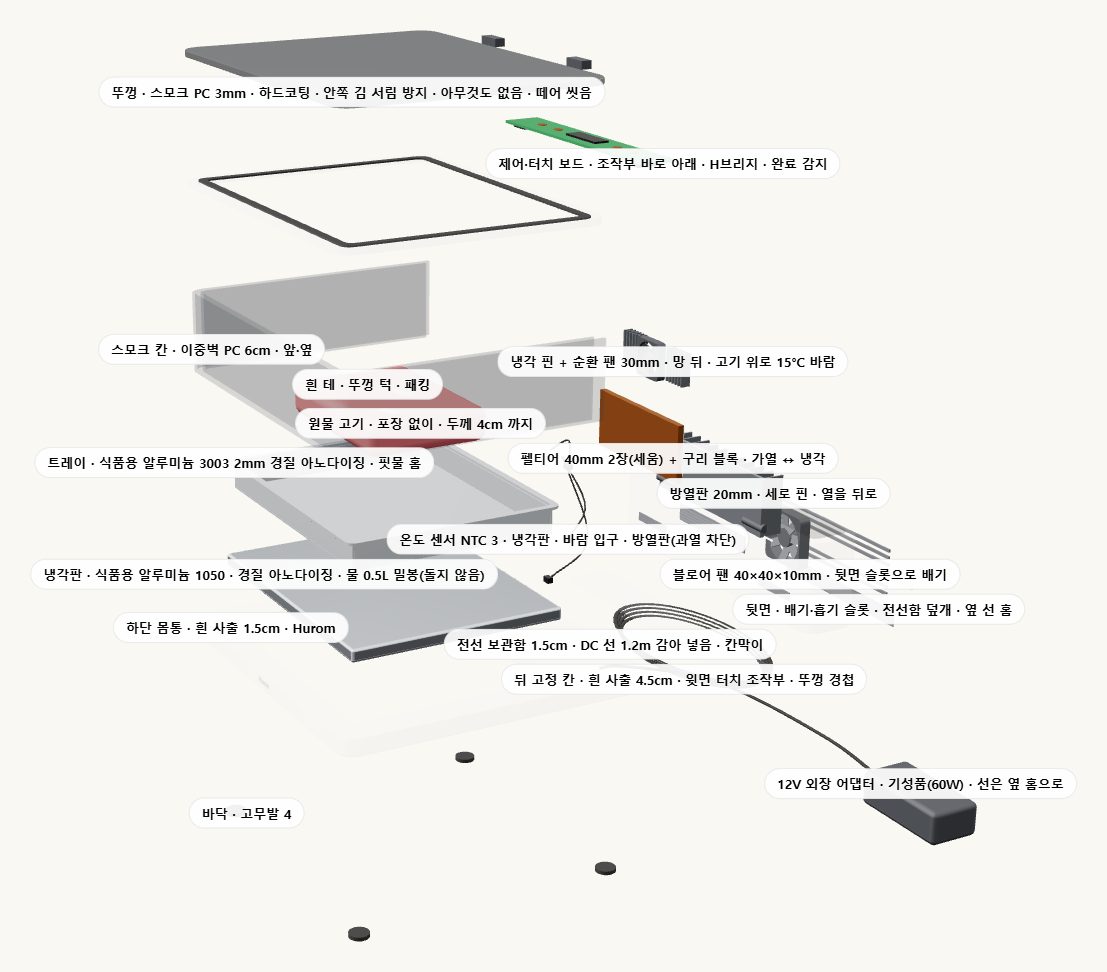 뚜껑 · 스모크 PC 3mm · 하드코팅 · 안쪽 김 서림 방지 · 아무것도 없음 · 떼어 씻음
제어·터치 보드 · 조작부 바로 아래 · H브리지 · 완료 감지
스모크 칸 · 이중벽 PC 6cm · 앞·옆
냉각 핀 + 순환 팬 30mm · 망 뒤 · 고기 위로 15℃ 바람
흰 테 · 뚜껑 턱 · 패킹
원물 고기 · 포장 없이 · 두께 4cm 까지
트레이 · 식품용 알루미늄 3003 2mm 경질 아노다이징 · 핏물 홈
펠티어 40mm 2장(세움) + 구리 블록 · 가열 ↔ 냉각
방열판 20mm · 세로 핀 · 열을 뒤로
온도 센서 NTC 3 · 냉각판 · 바람 입구 · 방열판(과열 차단)
냉각판 · 식품용 알루미늄 1050 · 경질 아노다이징 · 물 0.5L 밀봉(돌지 않음)
블로어 팬 40×40×10mm · 뒷면 슬롯으로 배기
뒷면 · 배기·흡기 슬롯 · 전선함 덮개 · 옆 선 홈
하단 몸통 · 흰 사출 1.5cm · Hurom
전선 보관함 1.5cm · DC 선 1.2m 감아 넣음 · 칸막이
뒤 고정 칸 · 흰 사출 4.5cm · 윗면 터치 조작부 · 뚜껑 경첩
12V 외장 어댑터 · 기성품(60W) · 선은 옆 홈으로
바닥 · 고무발 4